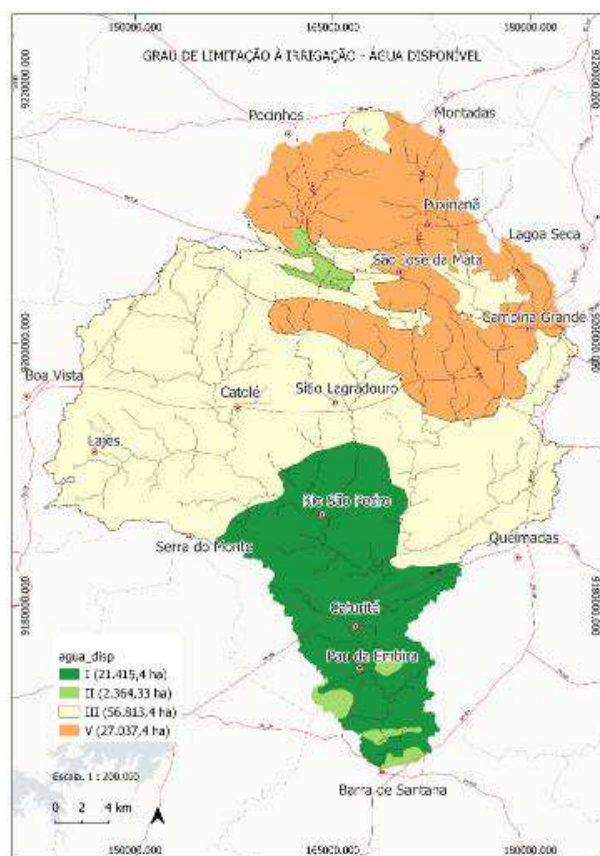 150000.000 165000.000 180000.000
GRAU DE LIMITAÇÃO À IRRIGAÇÃO - ÁGUA DISPONÍVEL
9220000.000 9220000.000
Pocinhos Montadas
Puxinanã
Lagoa Seca
São José da Mata
Campina Grande
9200000.000
Boa Vista
Catolé Sítio Lagradouro
Lajes
Rio São Pedro
Serra do Monte Queimadas
9180000.000 9180000.000
Caturité
Pau da Embira
agua_disp
I (21.415,4 ha)
II (2.364,33 ha)
III (56.813,4 ha)
V (27.037,4 ha)
Escala. 1 : 200.000
0 2 4 km
Barra de Santana
150000.000 165000.000 180000.000